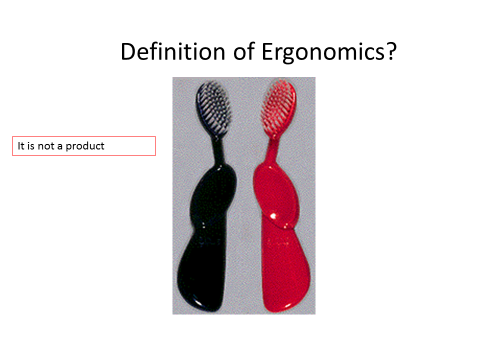 Definition of Ergonomics?
It is not a product